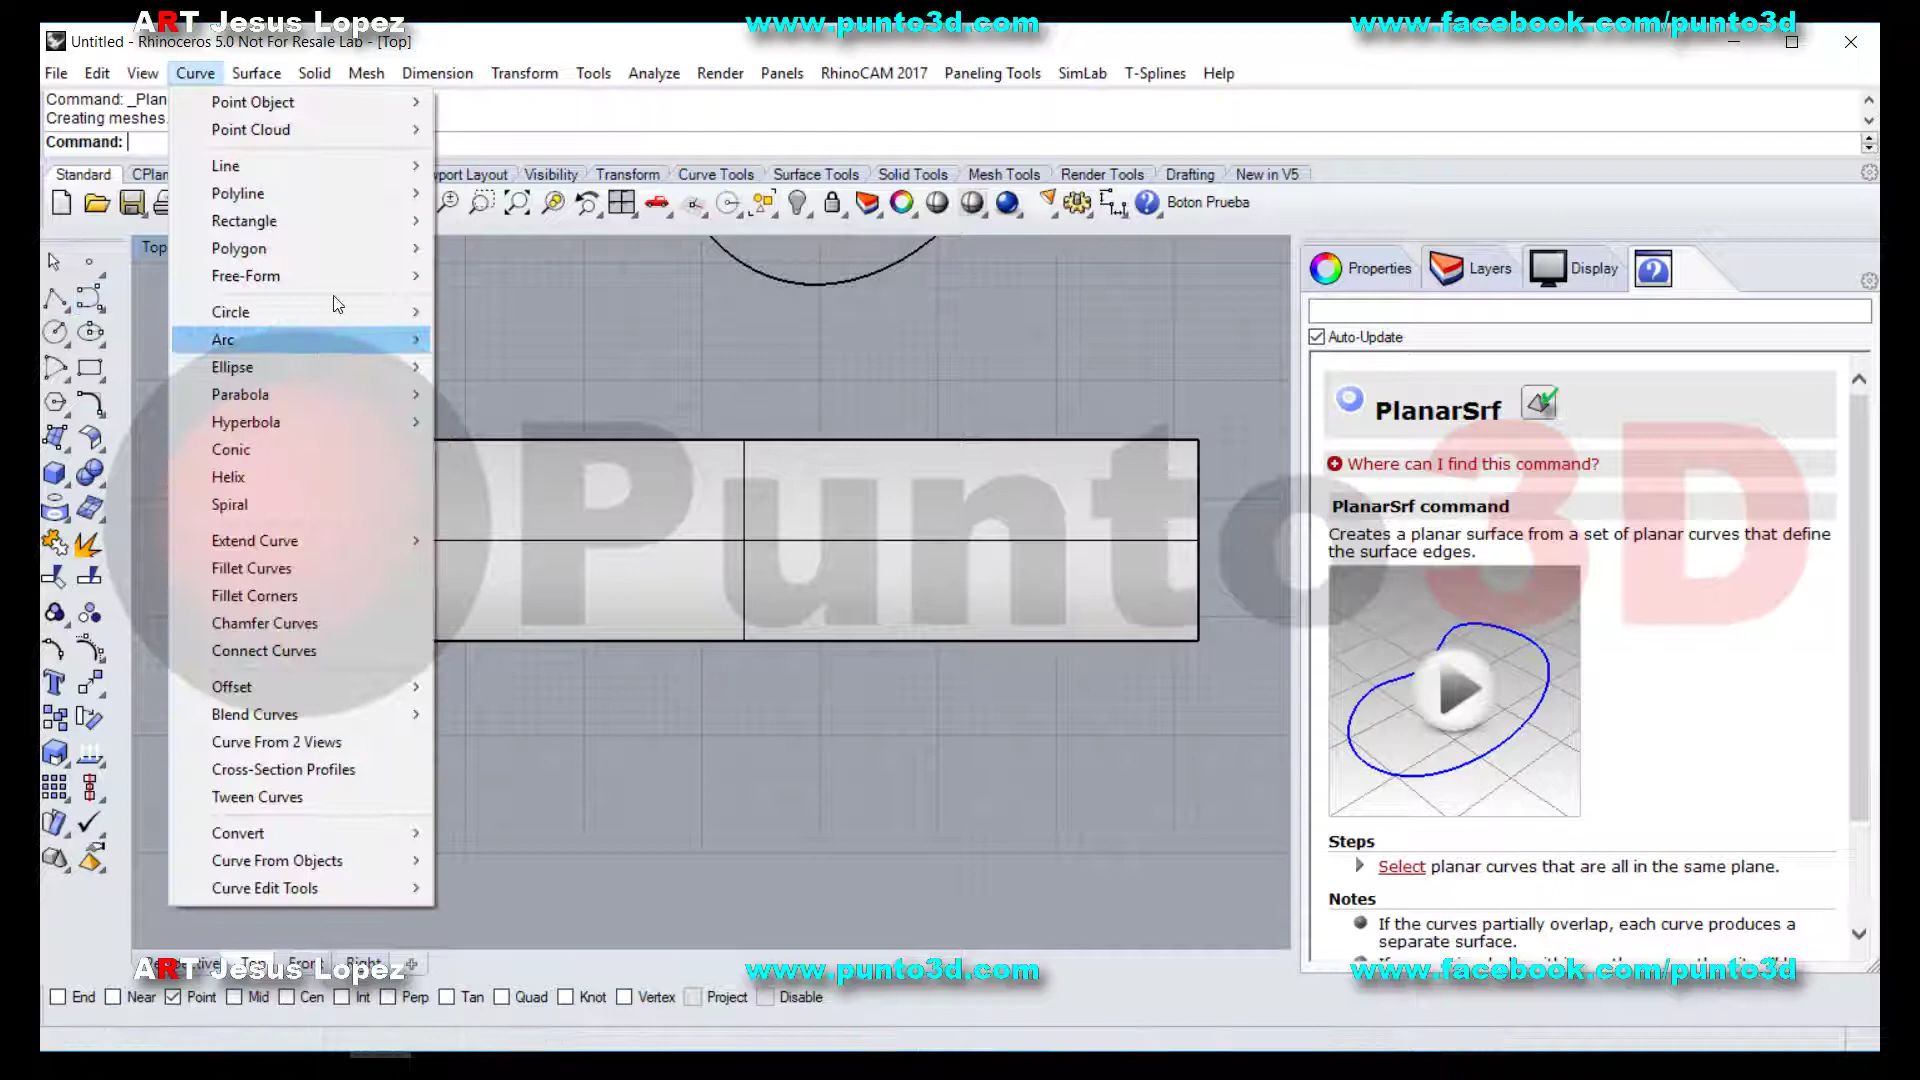 ART Jesus Lopez www.punto3d.com www.facebook.com/punto3d
Untitled - Rhinoceros 5.0 Not For Resale Lab - [Top]
File Edit View Curve Surface Solid Mesh Dimension Transform Tools Analyze Render Panels RhinoCAM 2017 Paneling Tools SimLab T-Splines Help
Command: _Plan
Creating meshes.
Command:
Standard CPlan port Layout Visibility Transform Curve Tools Surface Tools Solid Tools Mesh Tools Render Tools Drafting New in V5
Boton Prueba
Top
Point Object
Point Cloud
Line
Polyline
Rectangle
Polygon
Free-Form
Circle
Arc
Ellipse
Parabola
Hyperbola
Conic
Helix
Spiral
Extend Curve
Fillet Curves
Fillet Corners
Chamfer Curves
Connect Curves
Offset
Blend Curves
Curve From 2 Views
Cross-Section Profiles
Tween Curves
Convert
Curve From Objects
Curve Edit Tools
Punto3D
Properties Layers Display
Auto-Update
PlanarSrf
Where can I find this command?
PlanarSrf command
Creates a planar surface from a set of planar curves that define
the surface edges.
Steps
Select planar curves that are all in the same plane.
Notes
If the curves partially overlap, each curve produces a
separate surface.
Top Front Right
ART Jesus Lopez www.punto3d.com www.facebook.com/punto3d
End Near Point Mid Cen Int Perp Tan Quad Knot Vertex Project Disable